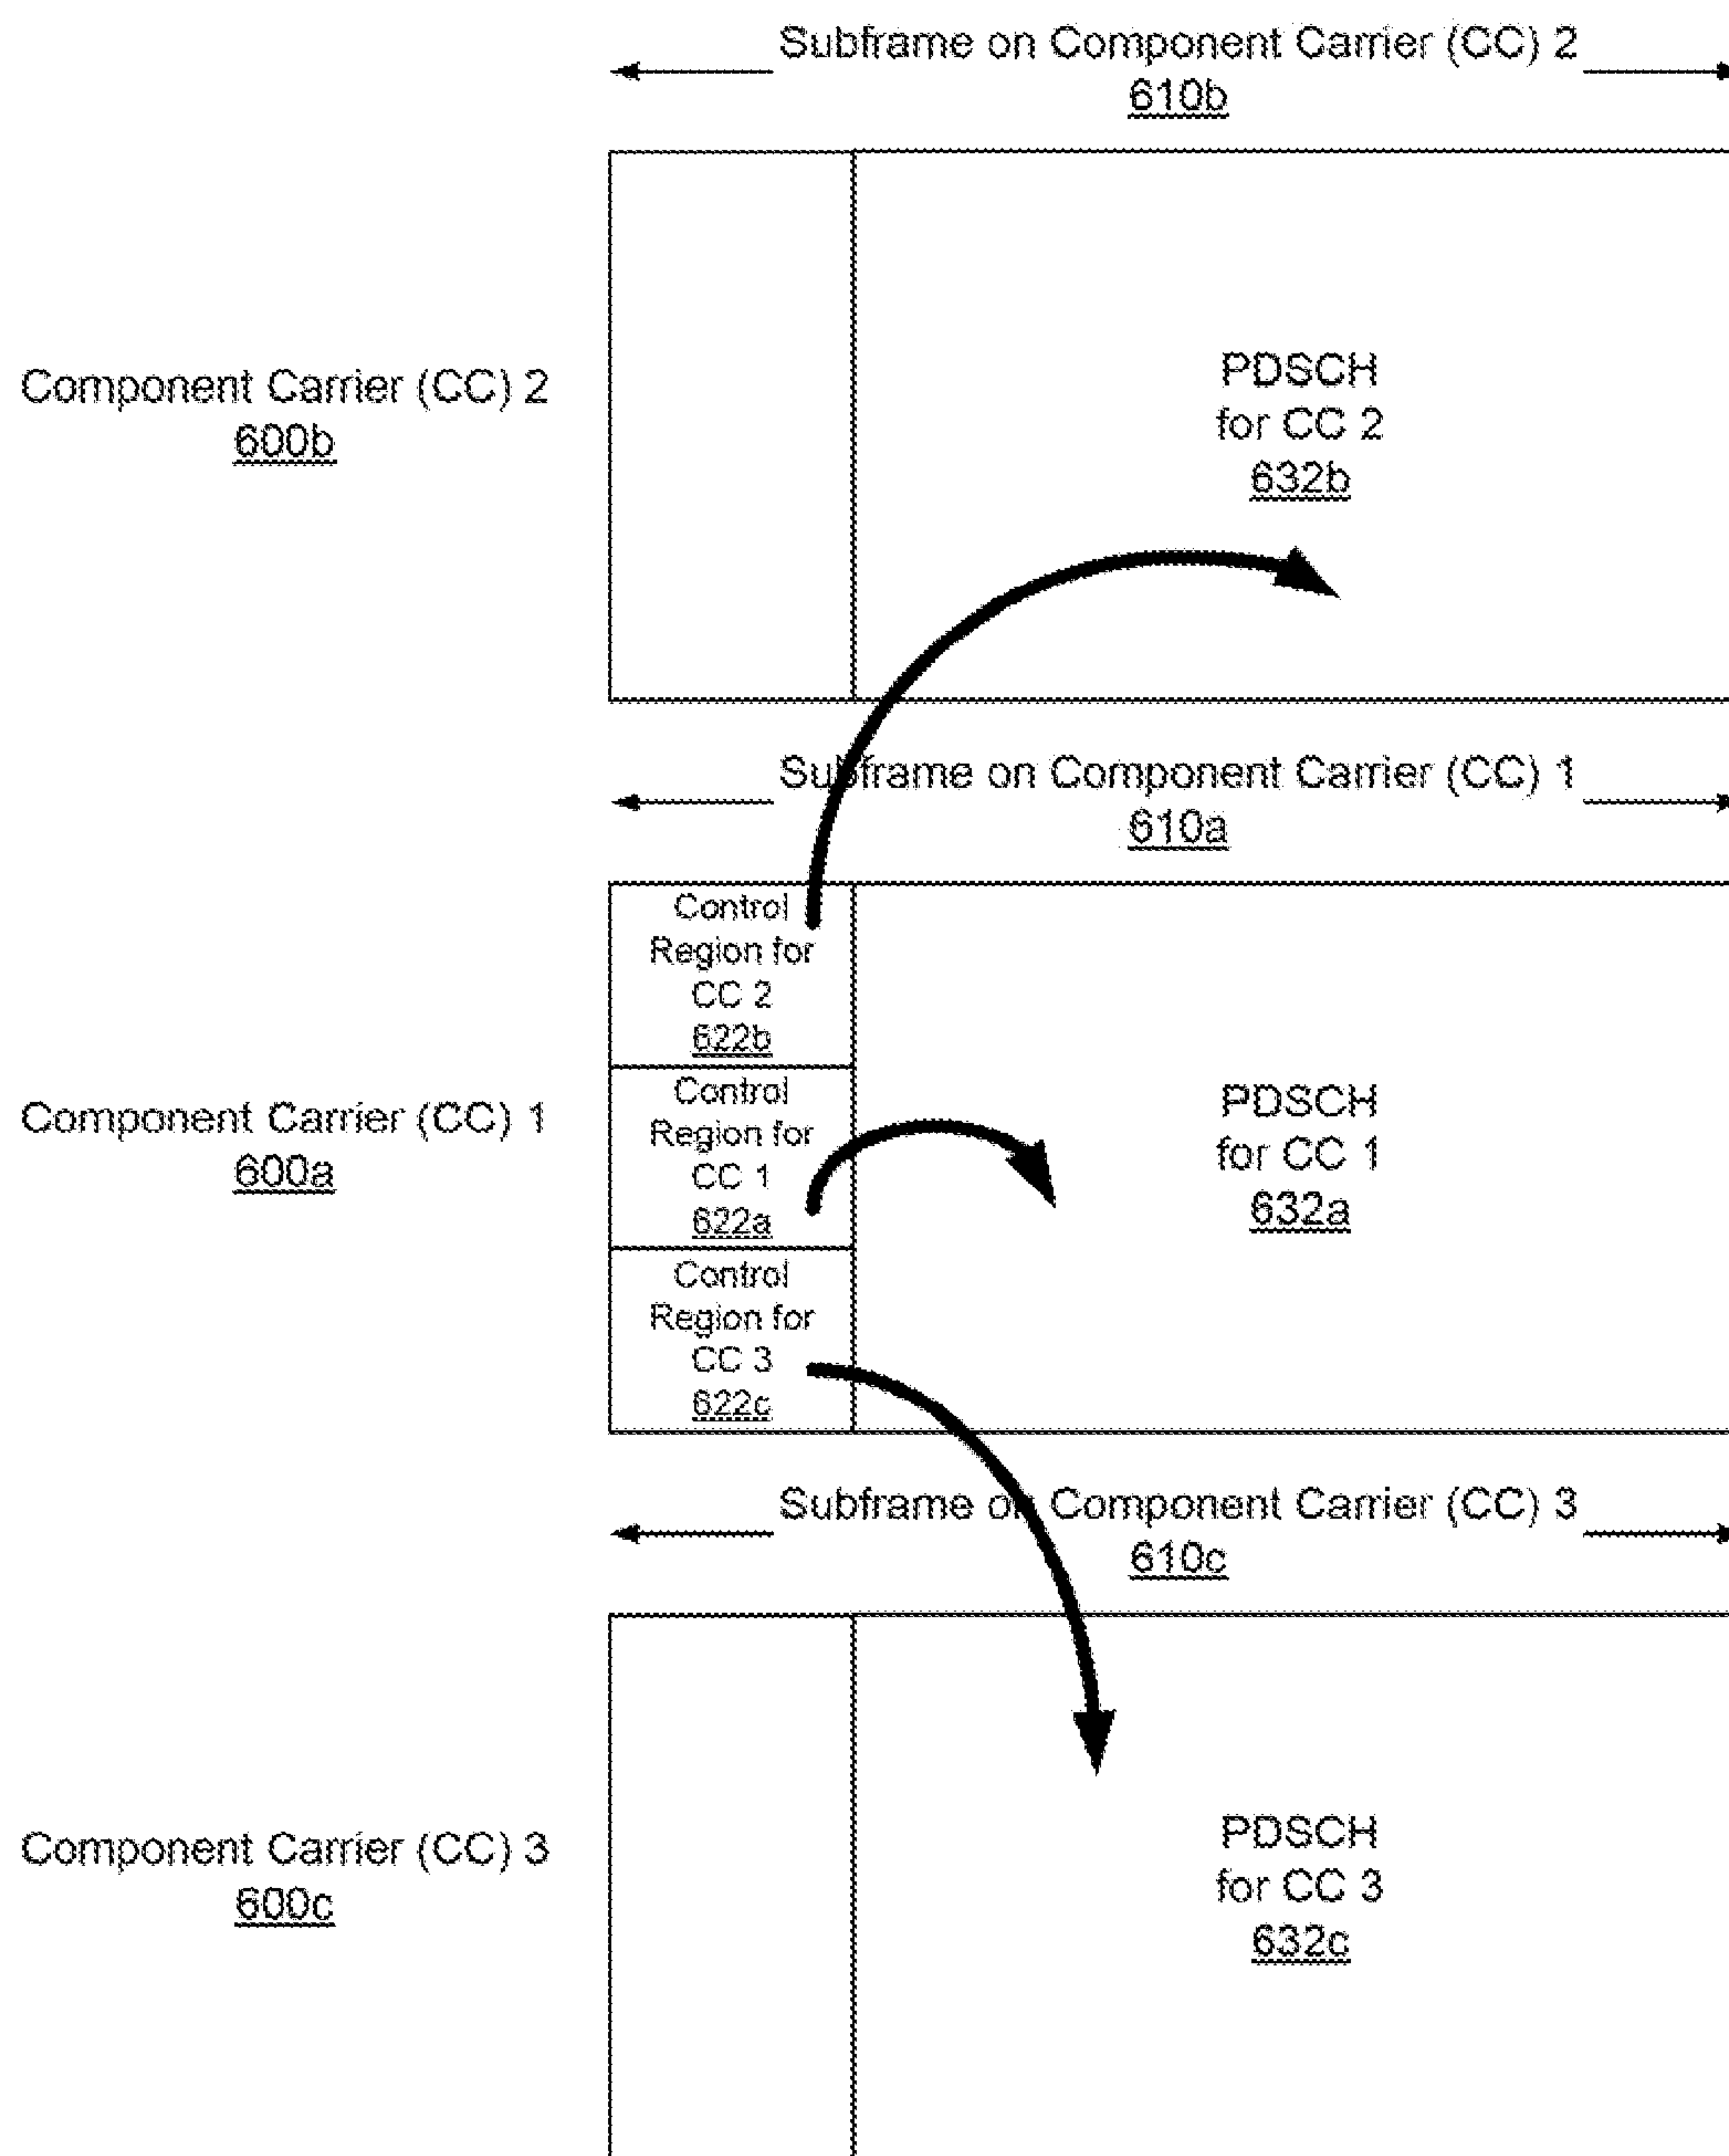 Subframe on Component Carrier (CC) 2
610b
Component Carrier (CC) 2
600b
PDSCH
for CC 2
632b
Subframe on Component Carrier (CC) 1
610a
Control
Region for
CC 2
622b
Component Carrier (CC) 1
600a
Control
Region for
CC 1
622a
PDSCH
for CC 1
632a
Control
Region for
CC 3
622c
Subframe on Component Carrier (CC) 3
610c
Component Carrier (CC) 3
600c
PDSCH
for CC 3
632c